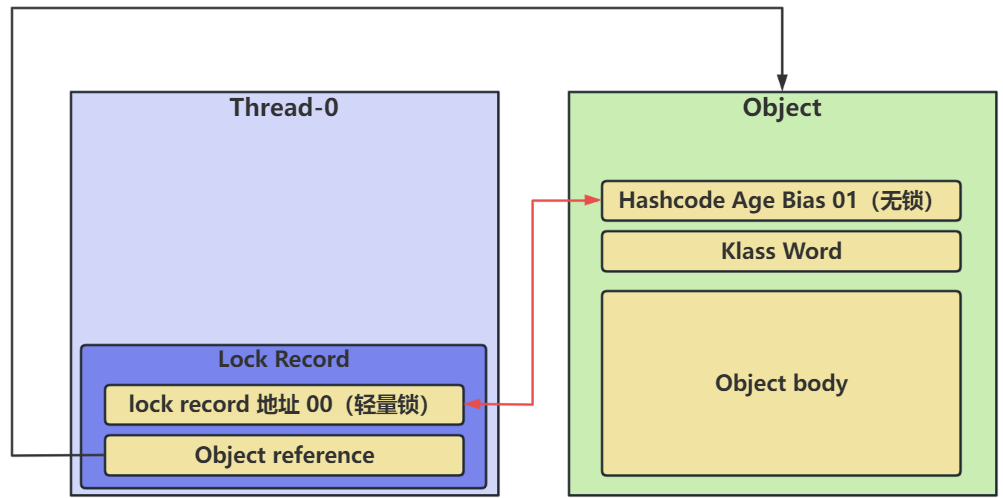 Thread-0
Lock Record
lock record 地址 00（轻量锁）
Object reference
Object
Hashcode Age Bias 01（无锁）
Klass Word
Object body